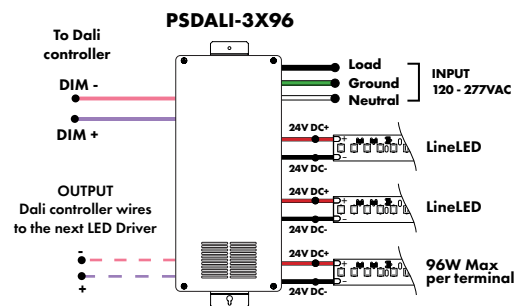 PSDALI-3X96
To Dali
controller
DIM -
DIM +
OUTPUT
Dali controller wires
to the next LED Driver
-
+
Load
Ground
Neutral
INPUT
120 - 277VAC
24V DC+
+
-
24V DC-
LineLED
24V DC+
+
-
24V DC-
LineLED
24V DC+
+
-
24V DC-
96W Max
per terminal